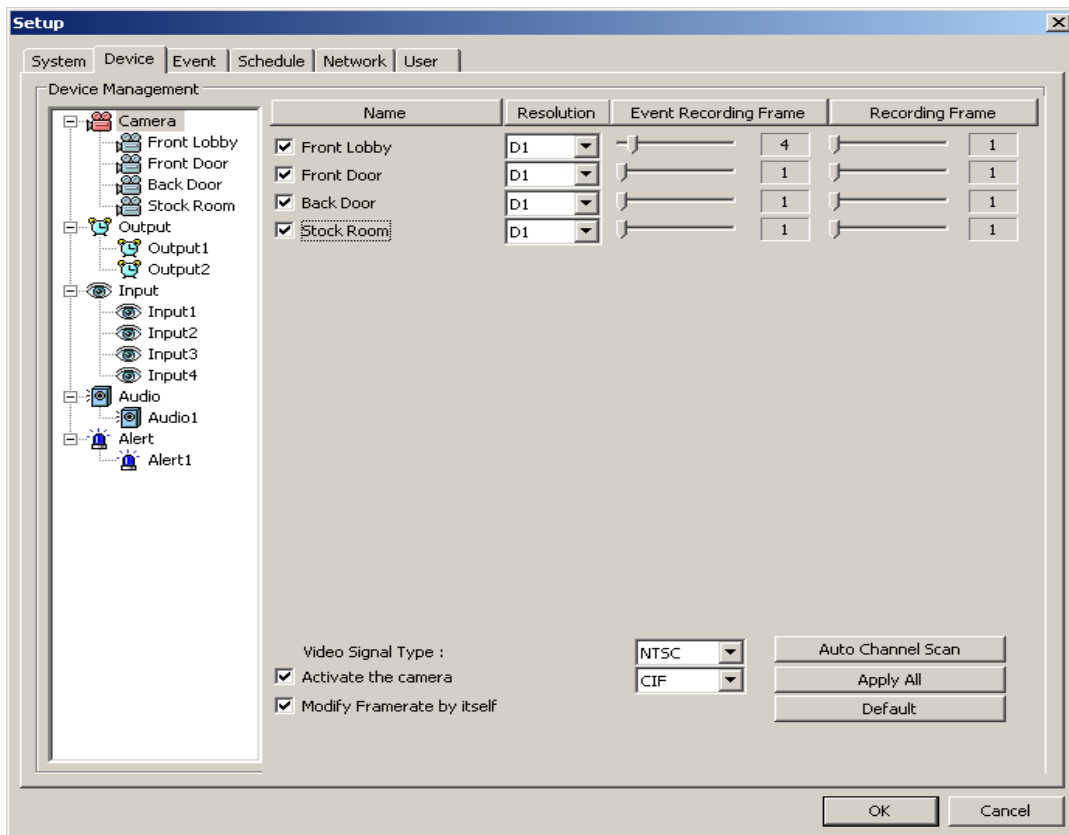 Setup
System Device Event Schedule Network User
Device Management
Camera
Front Lobby
Front Door
Back Door
Stock Room
Output
Output1
Output2
Input
Input1
Input2
Input3
Input4
Audio
Audio1
Alert
Alert1
Name Resolution Event Recording Frame Recording Frame
Front Lobby D1 4 1
Front Door D1 1 1
Back Door D1 1 1
Stock Room D1 1 1
Video Signal Type : NTSC Auto Channel Scan
Activate the camera CIF Apply All
Modify Framerate by itself Default
OK Cancel